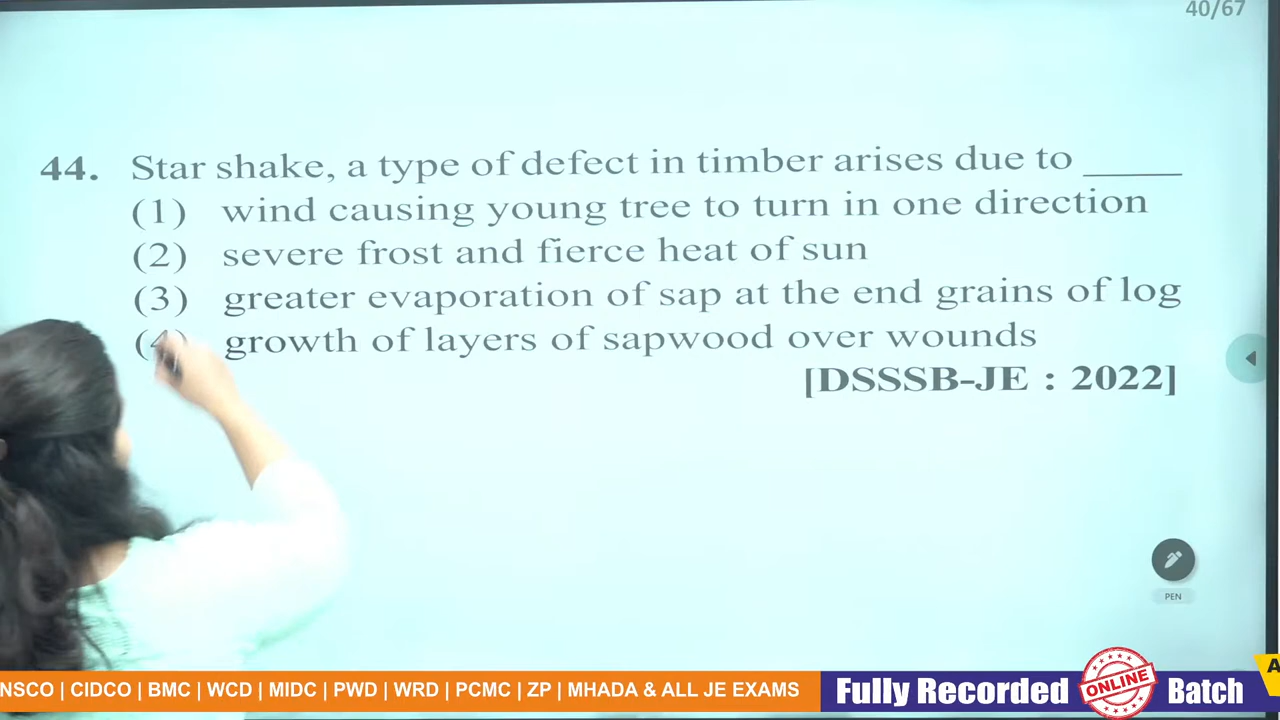 40/67
44. Star shake, a type of defect in timber arises due to _____
(1) wind causing young tree to turn in one direction
(2) severe frost and fierce heat of sun
(3) greater evaporation of sap at the end grains of log
(4) growth of layers of sapwood over wounds
[DSSSB-JE : 2022]
PEN
NSCO | CIDCO | BMC | WCD | MIDC | PWD | WRD | PCMC | ZP | MHADA & ALL JE EXAMS
Fully Recorded ONLINE Batch
A